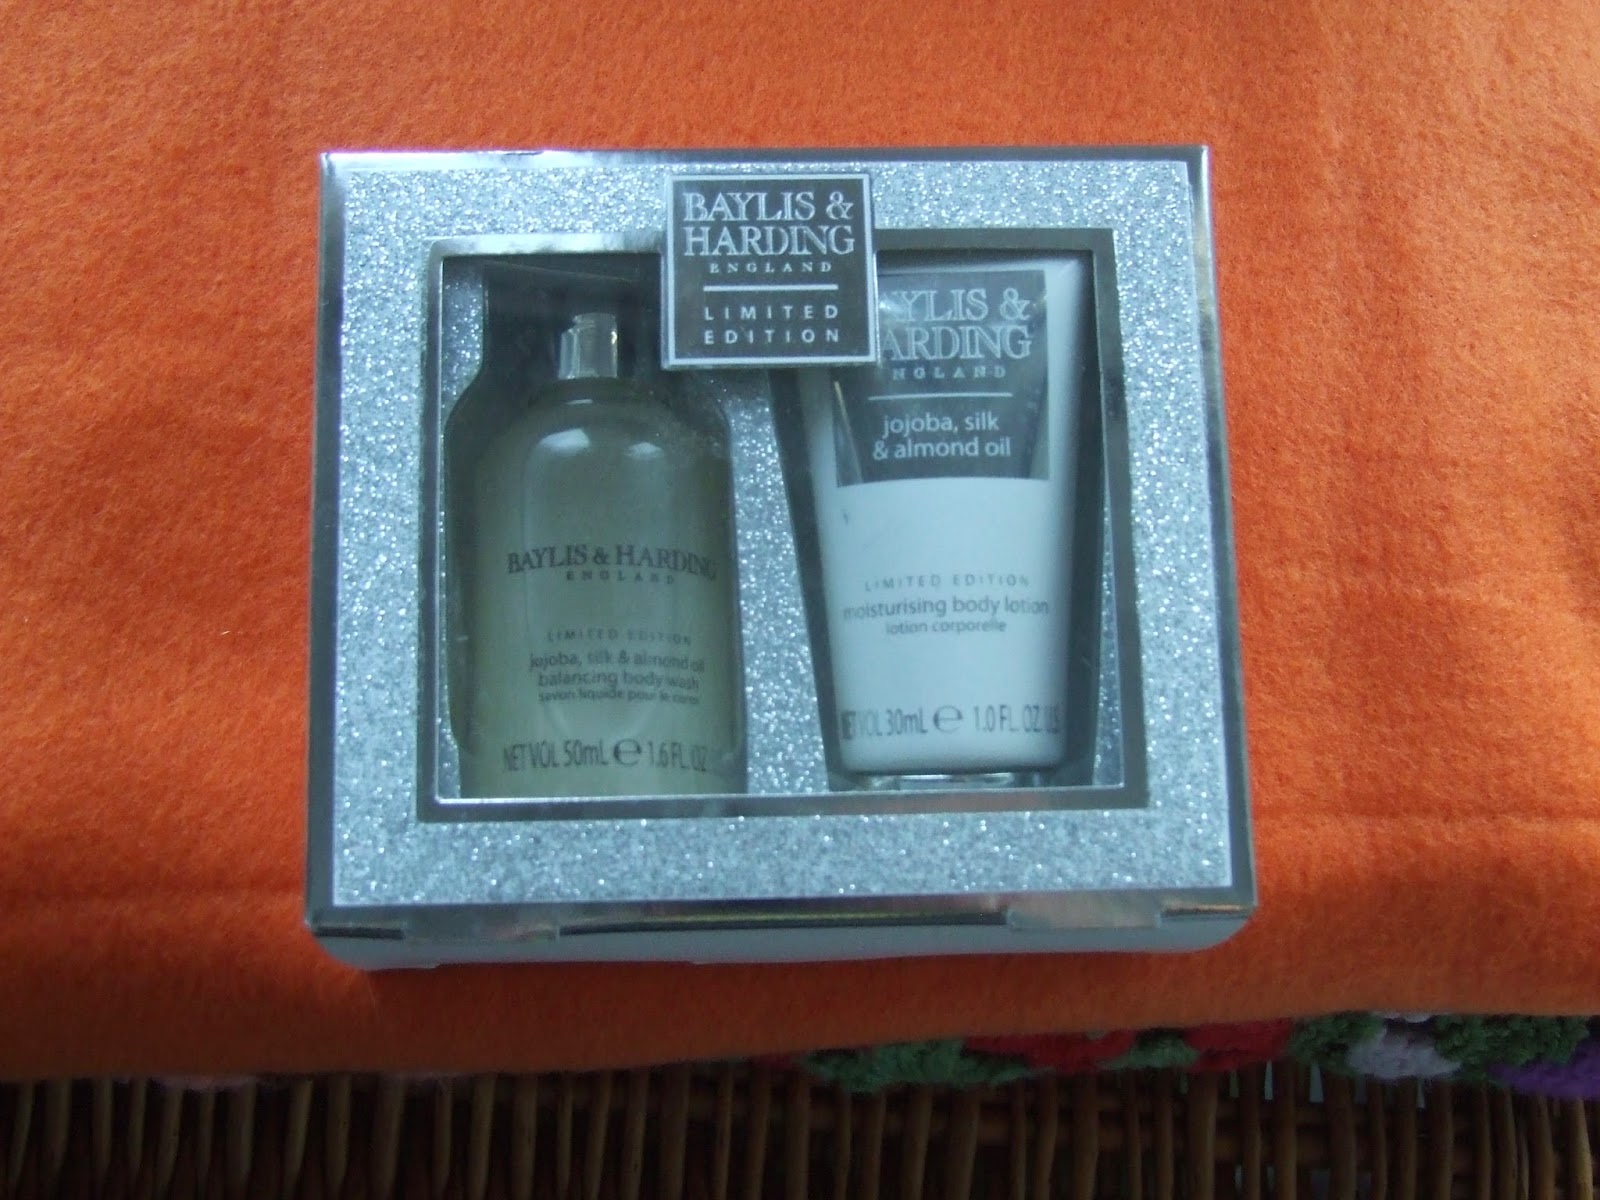 BAYLIS &
HARDING
ENGLAND
LIMITED
EDITION
BAYLIS & HARDING
ENGLAND
LIMITED EDITION
jojoba, silk & almond oil
balancing body wash
savon liquide pour le corps
NET VOL 50mL ℮ 1.6 FL. OZ
YLIS &
ARDING
NGLAND
jojoba, silk
& almond oil
LIMITED EDITION
moisturising body lotion
lotion corporelle
NET VOL 30mL ℮ 1.0 FL. OZ US